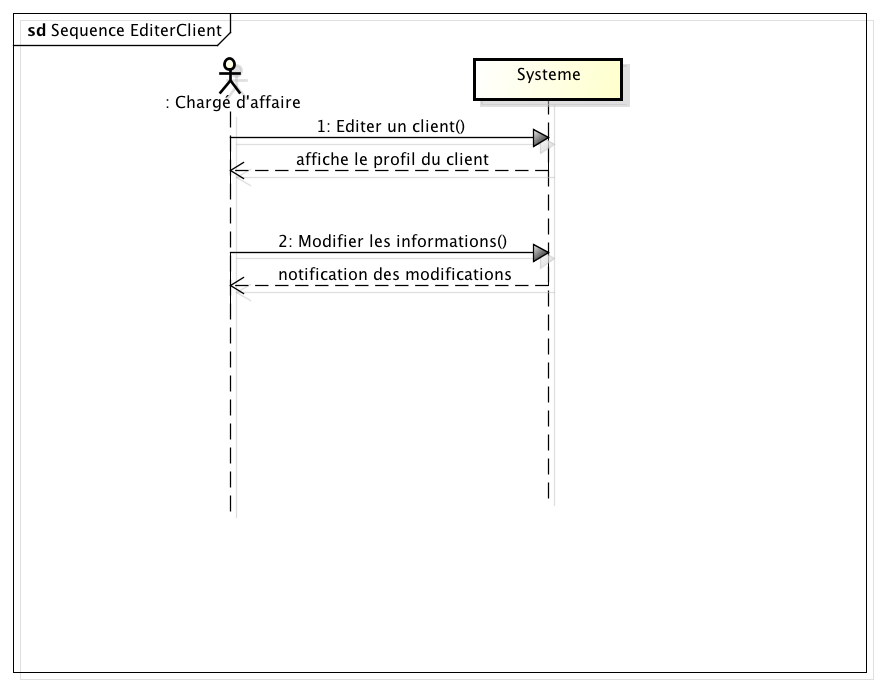 sd Sequence EditerClient
: Chargé d'affaire
Systeme
1: Editer un client()
affiche le profil du client
2: Modifier les informations()
notification des modifications